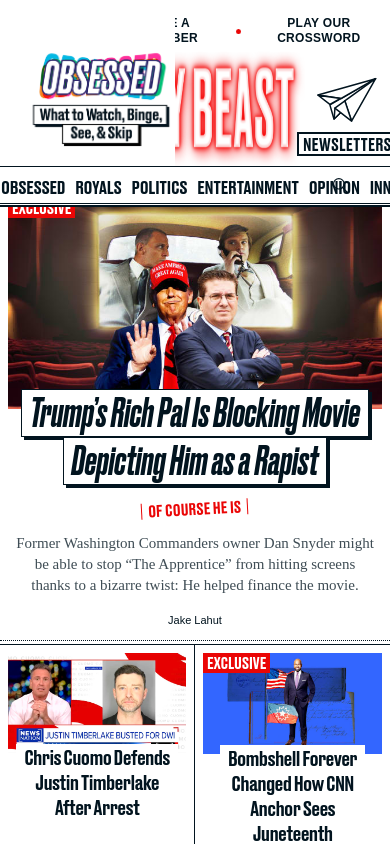 E A
BER
PLAY OUR
CROSSWORD
OBSESSED
What to Watch, Binge,
See, & Skip
Y BEAST
NEWSLETTERS
OBSESSED ROYALS POLITICS ENTERTAINMENT OPINION INN
EXCLUSIVE
MAKE AMERICA
GREAT AGAIN
Trump's Rich Pal Is Blocking Movie
Depicting Him as a Rapist
OF COURSE HE IS
Former Washington Commanders owner Dan Snyder might
be able to stop “The Apprentice” from hitting screens
thanks to a bizarre twist: He helped finance the movie.
Jake Lahut
NEWS
NATION
JUSTIN TIMBERLAKE BUSTED FOR DWI
Chris Cuomo Defends
Justin Timberlake
After Arrest
EXCLUSIVE
Bombshell Forever
Changed How CNN
Anchor Sees
Juneteenth